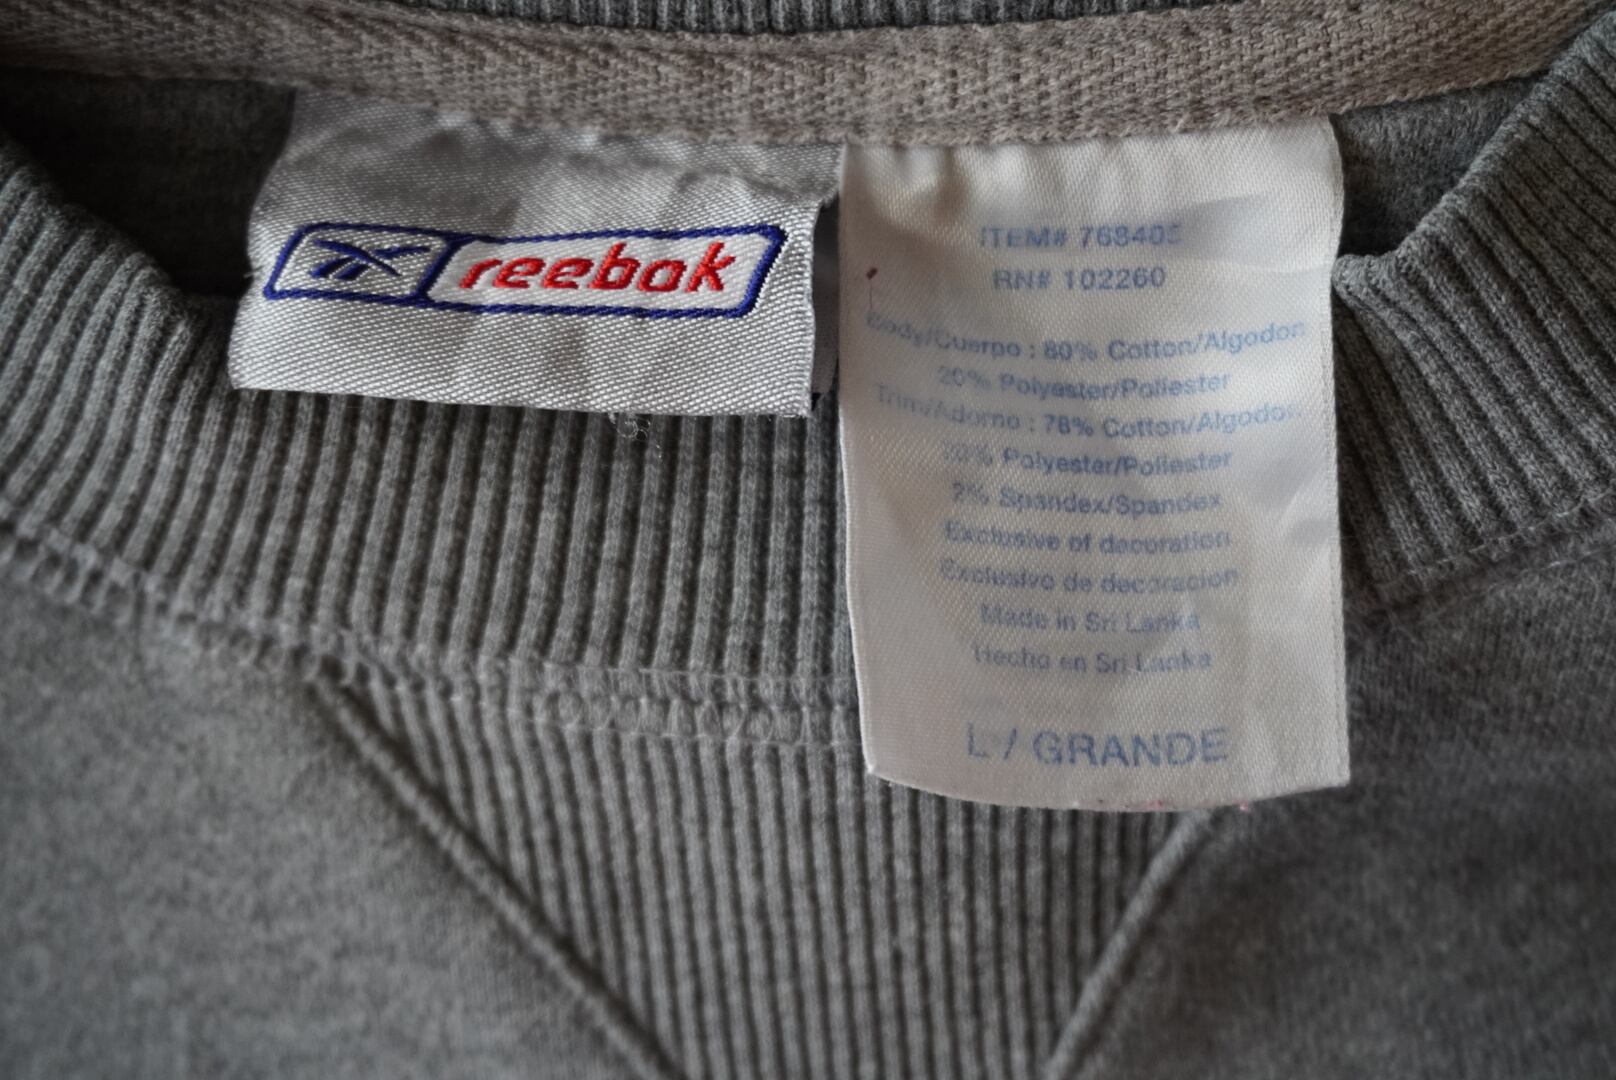 reebok
ITEM# 768405
RN# 102260
Body/Cuerpo : 80% Cotton/Algodon
20% Polyester/Poliester
Trim/Adorno : 78% Cotton/Algodon
20% Polyester/Poliester
2% Spandex/Spandex
Exclusive of decoration
Exclusivo de decoracion
Made in Sri Lanka
Hecho en Sri Lanka
L / GRANDE